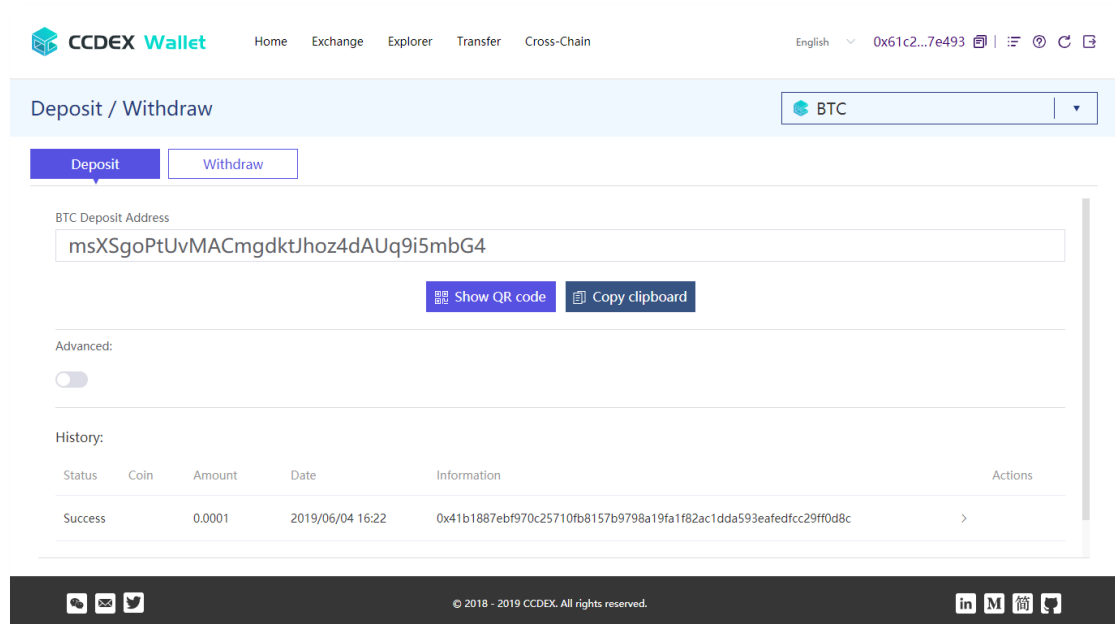 CCDEX Wallet Home Exchange Explorer Transfer Cross-Chain English 0x61c2...7e493
Deposit / Withdraw BTC
Deposit Withdraw
BTC Deposit Address
msXSgoPtUvMACmgdktJhoz4dAUq9i5mbG4
Show QR code Copy clipboard
Advanced:
History:
Status Coin Amount Date Information Actions
Success 0.0001 2019/06/04 16:22 0x41b1887ebf970c25710fb8157b9798a19fa1f82ac1dda593eafedfcc29ff0d8c
© 2018 - 2019 CCDEX. All rights reserved. in M 简